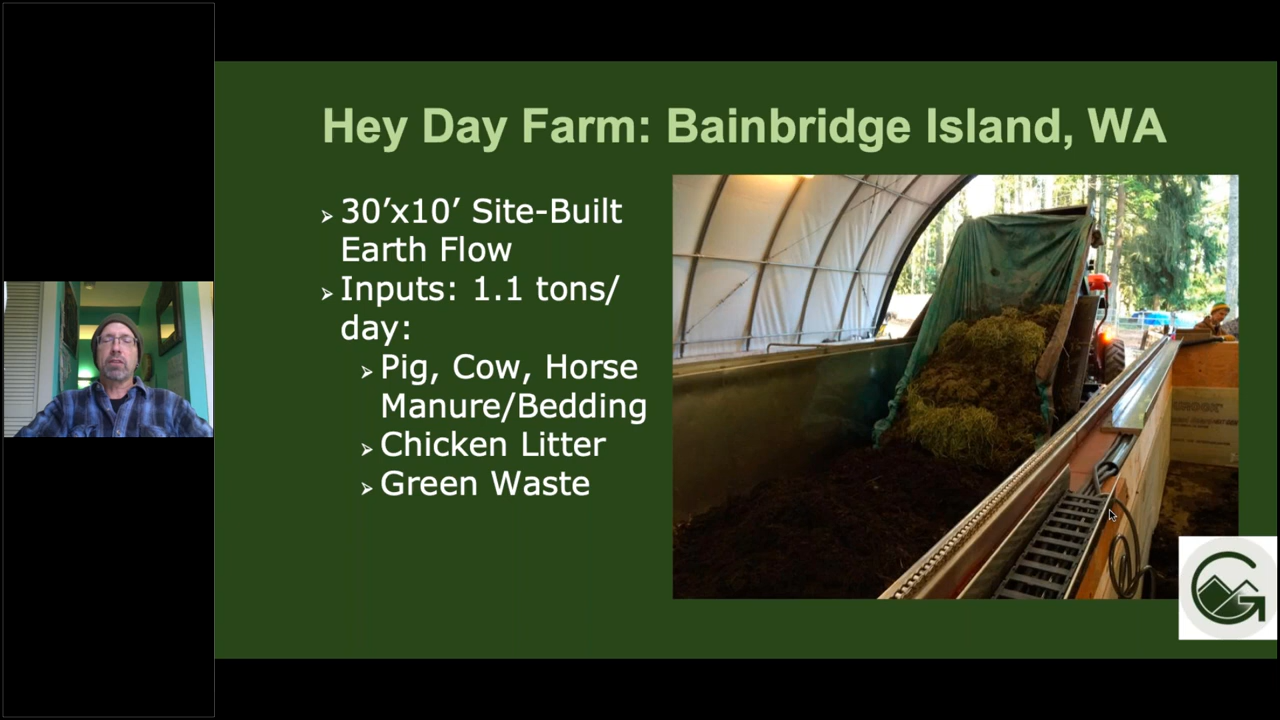 Hey Day Farm: Bainbridge Island, WA
30’x10’ Site-Built
Earth Flow
Inputs: 1.1 tons/
day:
Pig, Cow, Horse
Manure/Bedding
Chicken Litter
Green Waste